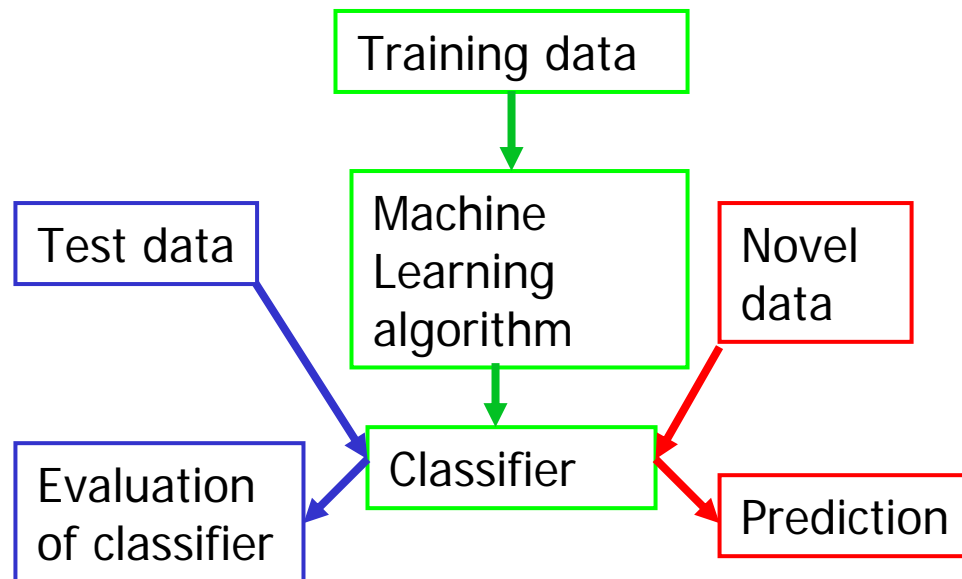 Training data
Machine
Learning
algorithm
Test data
Novel
data
Classifier
Evaluation
of classifier
Prediction